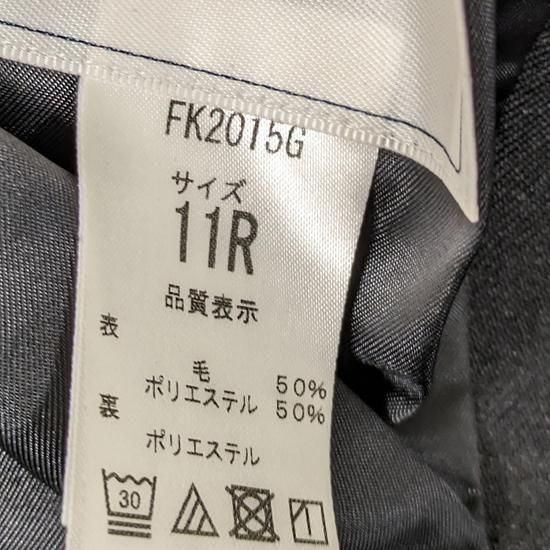 FK2015G
サイズ
11R
品質表示
表
毛 50%
ポリエステル 50%
裏
ポリエステル
30